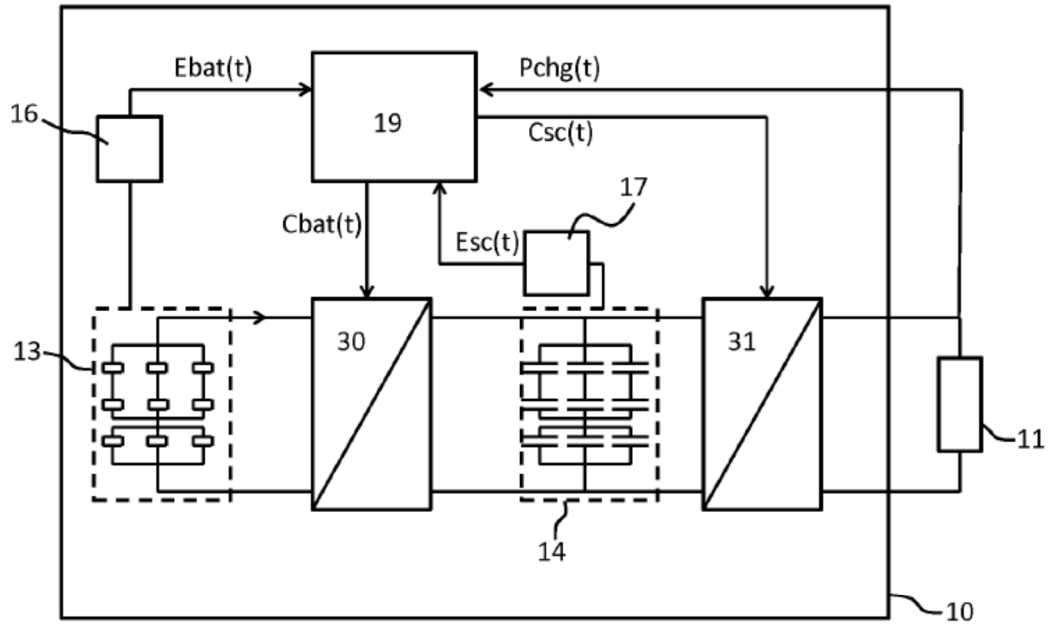 Ebat(t)
Pchg(t)
16
19
Csc(t)
17
Cbat(t)
Esc(t)
13
30
31
11
14
10